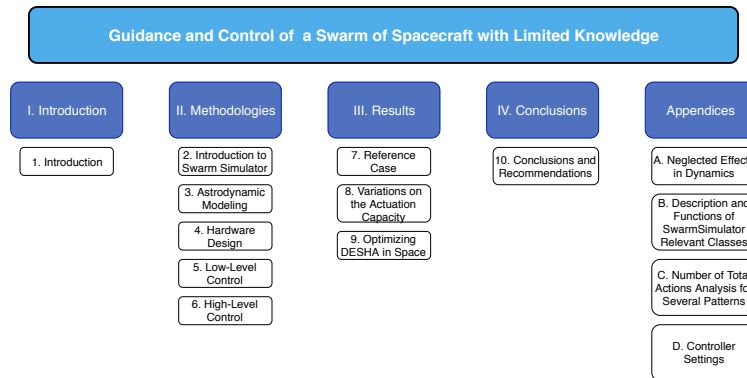 Guidance and Control of a Swarm of Spacecraft with Limited Knowledge
I. Introduction
II. Methodologies
III. Results
IV. Conclusions
Appendices
1. Introduction
2. Introduction to
Swarm Simulator
3. Astrodynamic
Modeling
4. Hardware
Design
5. Low-Level
Control
6. High-Level
Control
7. Reference
Case
8. Variations on
the Actuation
Capacity
9. Optimizing
DESHA in Space
10. Conclusions and
Recommendations
A. Neglected Effect
in Dynamics
B. Description and
Functions of
SwarmSimulator
Relevant Classes
C. Number of Total
Actions Analysis for
Several Patterns
D. Controller
Settings